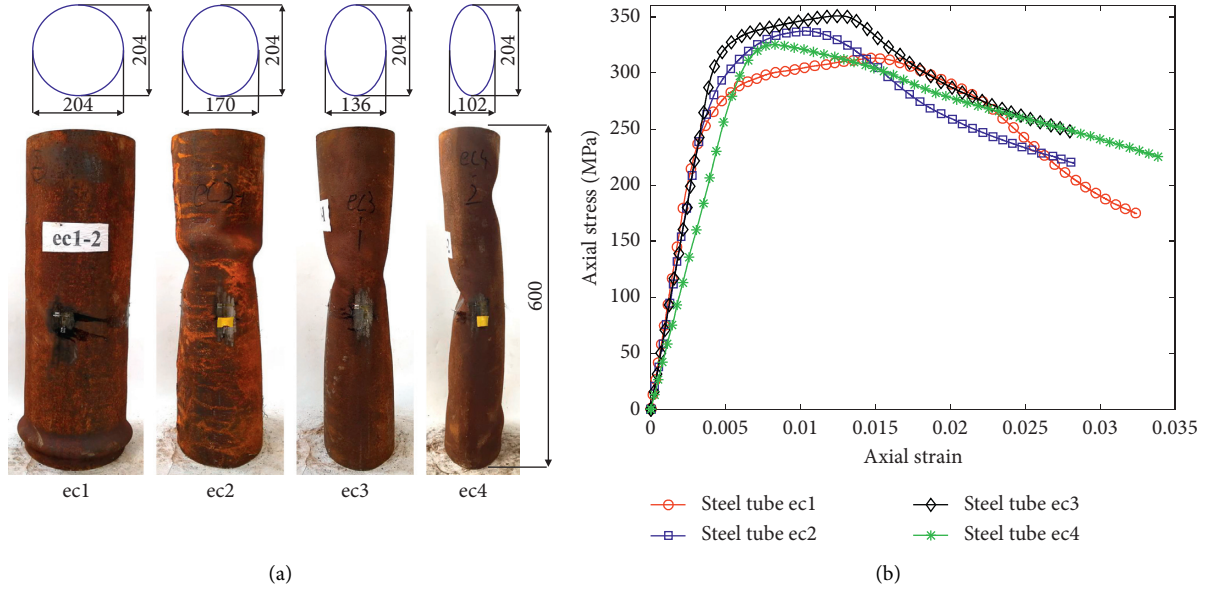 204
204
204
204
204
170
136
102
ec1-2
ec2-
ec3
1
ec4
2
600
ec1
ec2
ec3
ec4
(a)
Axial stress (MPa)
350
300
250
200
150
100
50
0
0
0.005
0.01
0.015
0.02
0.025
0.03
0.035
Axial strain
Steel tube ec1
Steel tube ec2
Steel tube ec3
Steel tube ec4
(b)